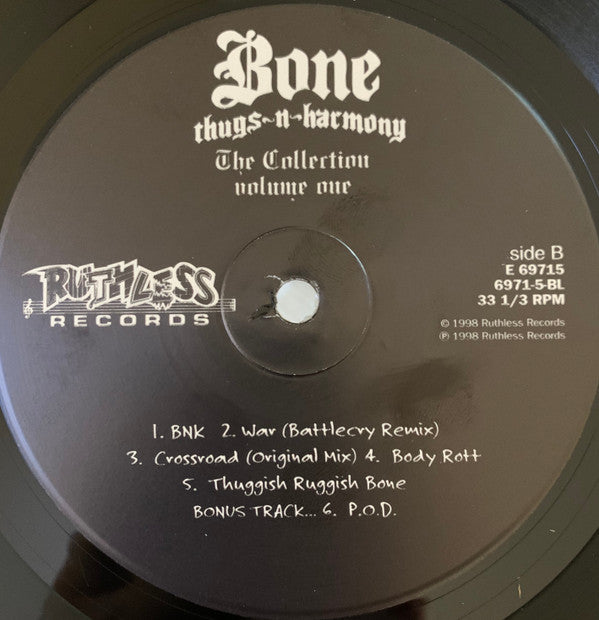 Bone
thugs~n~harmony
The Collection
volume one
side B
E 69715
6971-5-BL
33 1/3 RPM
RUTHLESS
RECORDS
© 1998 Ruthless Records
℗ 1998 Ruthless Records
1. BNK 2. War (Battlecry Remix)
3. Crossroad (Original Mix) 4. Body Rott
5. Thuggish Ruggish Bone
BONUS TRACK... 6. P.O.D.